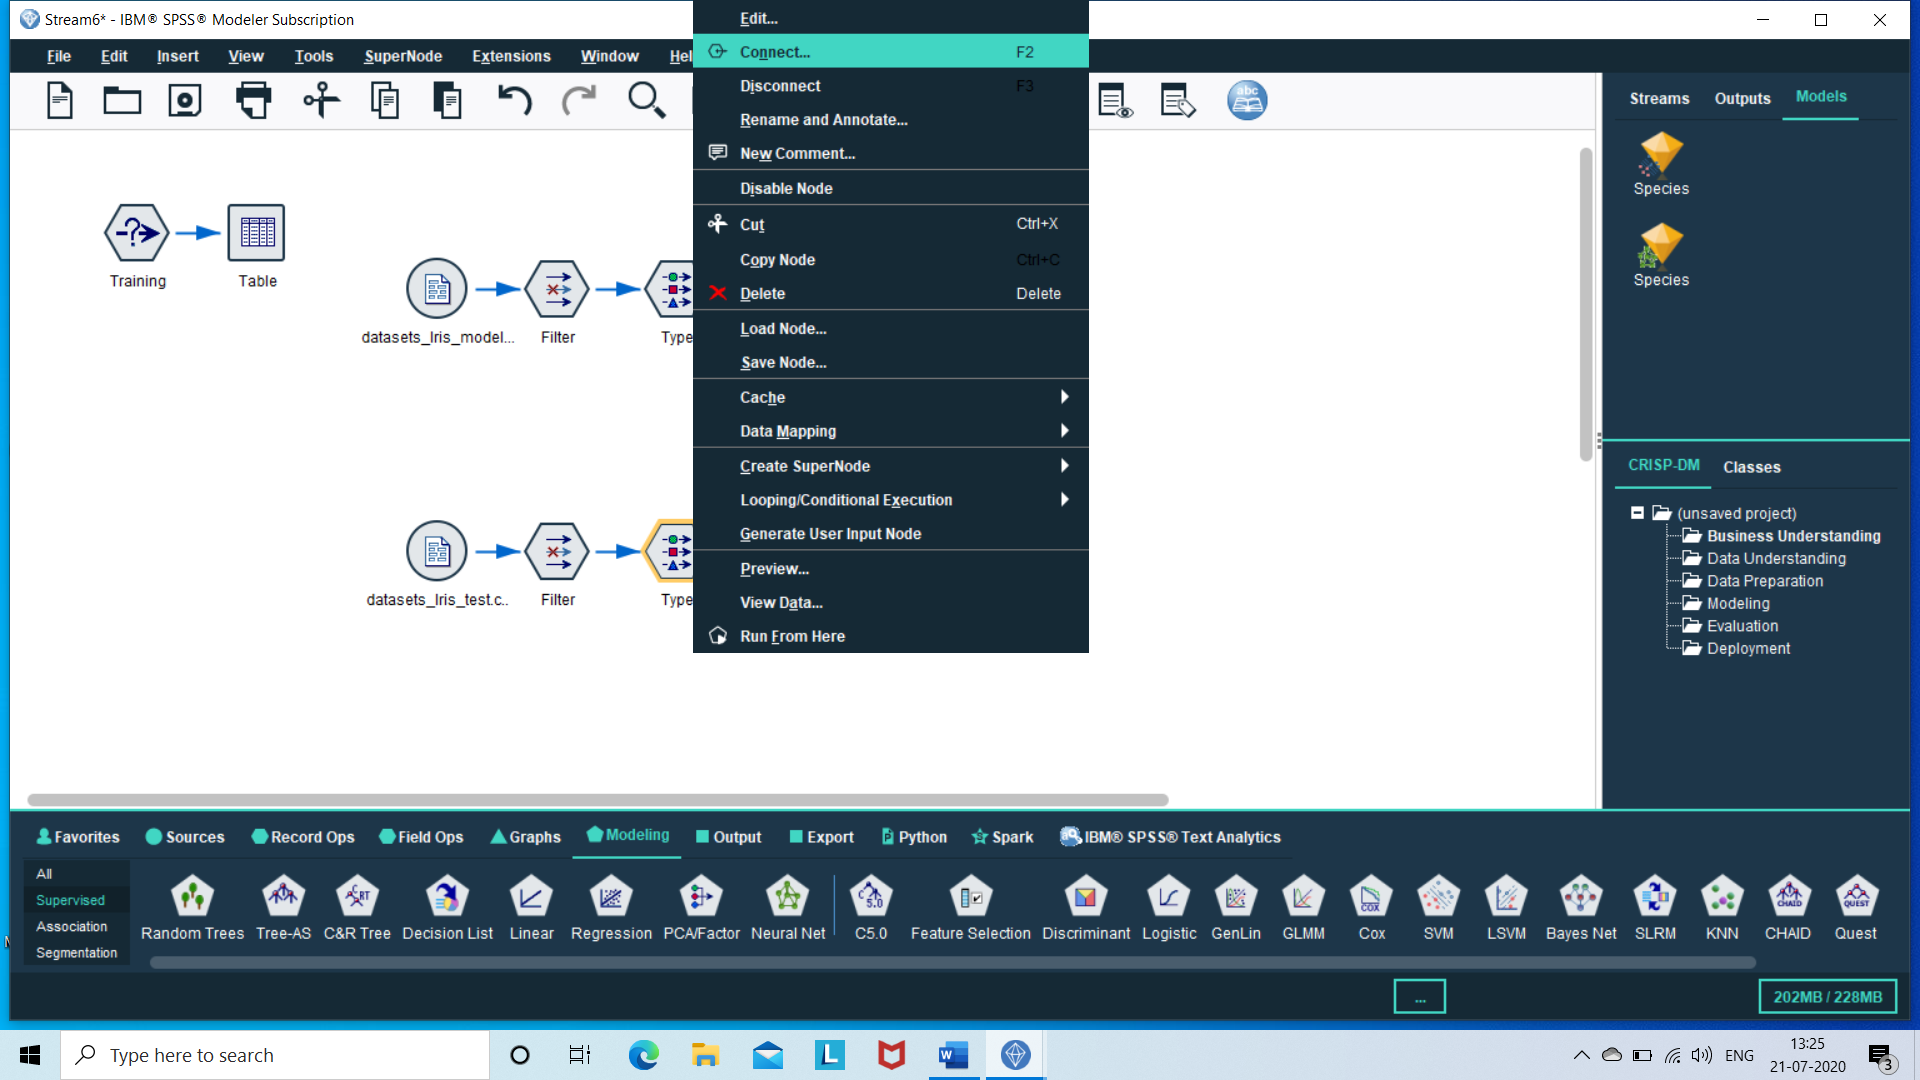 Stream6* - IBM® SPSS® Modeler Subscription
File Edit Insert View Tools SuperNode Extensions Window Hel
Edit...
Connect... F2
Disconnect F3
Rename and Annotate...
New Comment...
Disable Node
Cut Ctrl+X
Copy Node Ctrl+C
Delete Delete
Load Node...
Save Node...
Cache
Data Mapping
Create SuperNode
Looping/Conditional Execution
Generate User Input Node
Preview...
View Data...
Run From Here
abc
Training
Table
datasets_Iris_model...
Filter
Type
datasets_Iris_test.c..
Filter
Type
Streams Outputs Models
Species
Species
CRISP-DM Classes
(unsaved project)
Business Understanding
Data Understanding
Data Preparation
Modeling
Evaluation
Deployment
Favorites Sources Record Ops Field Ops Graphs Modeling Output Export Python Spark IBM® SPSS® Text Analytics
All
Supervised
Association
Segmentation
Random Trees Tree-AS C&R Tree Decision List Linear Regression PCA/Factor Neural Net C5.0 Feature Selection Discriminant Logistic GenLin GLMM Cox SVM LSVM Bayes Net SLRM KNN CHAID Quest
...
202MB / 228MB
Type here to search
ENG
13:25
21-07-2020
3